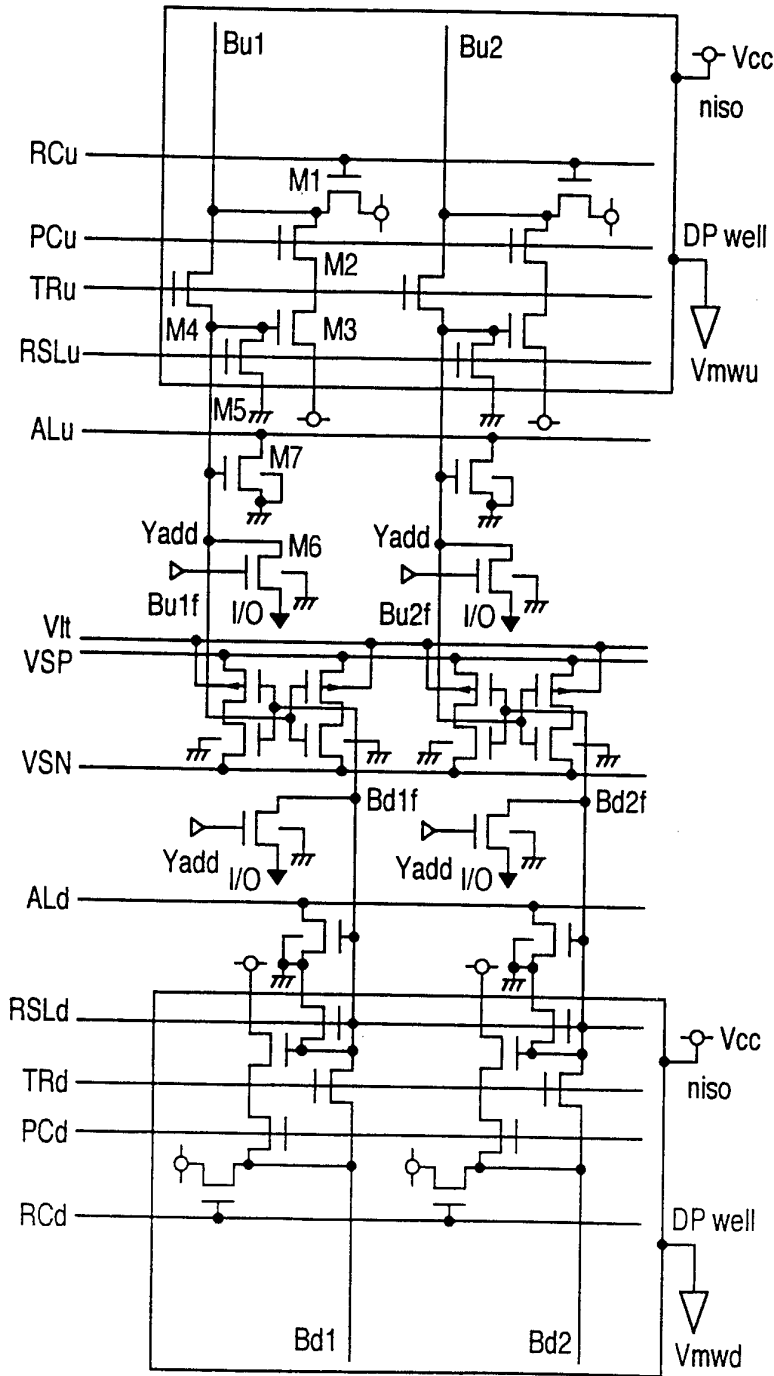 Bu1
Bu2
Vcc
niso
RCu
M1
PCu
DP well
M2
TRu
M4
M3
RSLu
Vmwu
M5
ALu
M7
Yadd
M6
Yadd
Bu1f
I/O
Bu2f
I/O
Vlt
VSP
VSN
Bd1f
Bd2f
Yadd
I/O
Yadd
I/O
ALd
RSLd
Vcc
TRd
niso
PCd
RCd
DP well
Bd1
Bd2
Vmwd